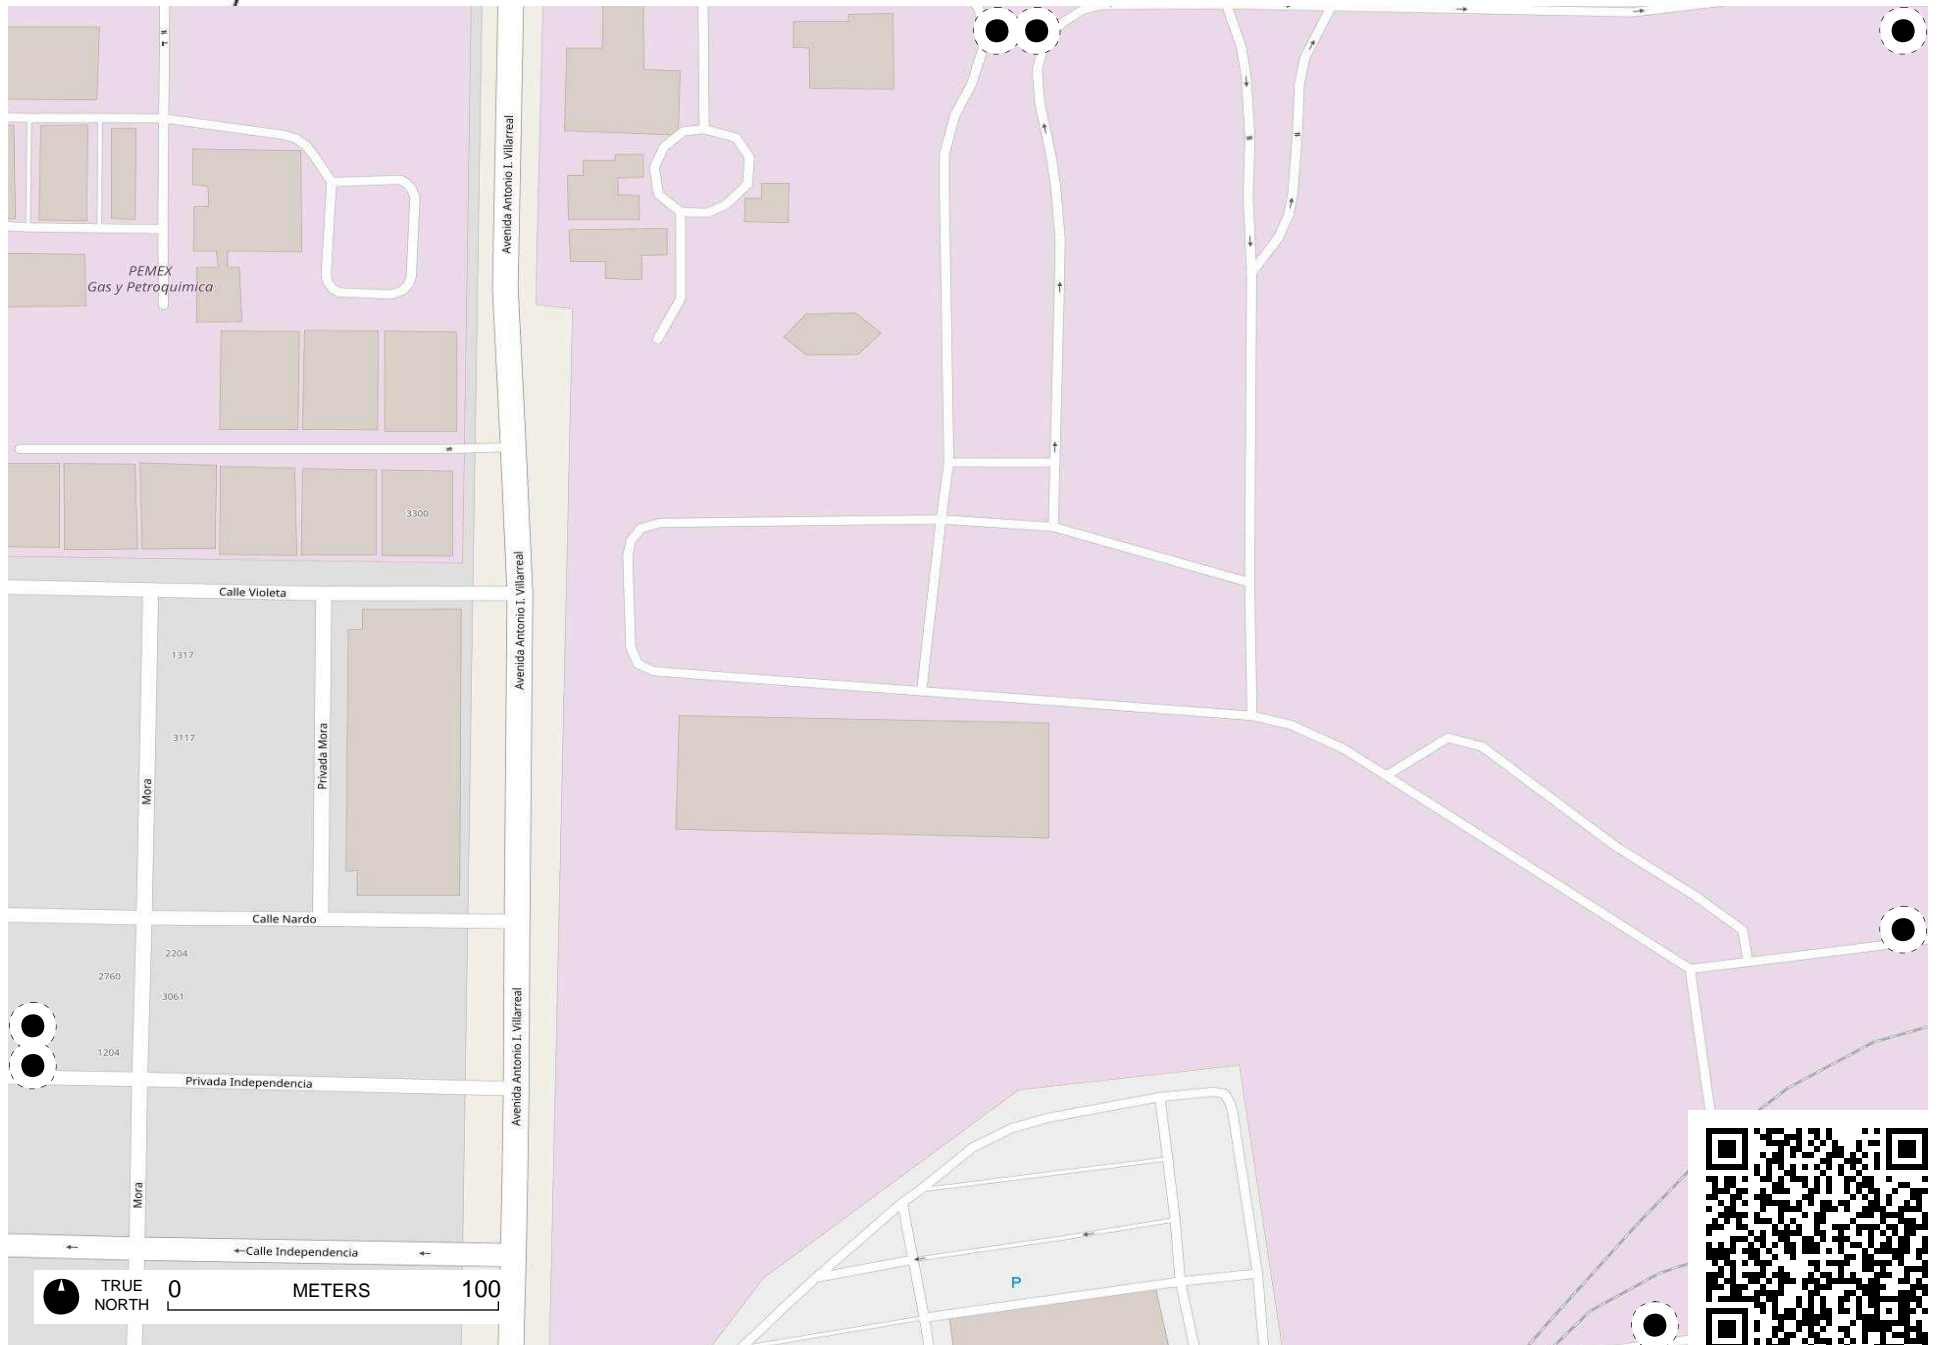 Avenida Antonio I. Villarreal
PEMEX
Gas y Petroquímica
3300
Calle Violeta
Avenida Antonio I. Villarreal
1317
3117
Mora
Privada Mora
Calle Nardo
2204
2760
3061
1204
Avenida Antonio I. Villarreal
Privada Independencia
Mora
Calle Independencia
P
TRUE
NORTH
0
METERS
100